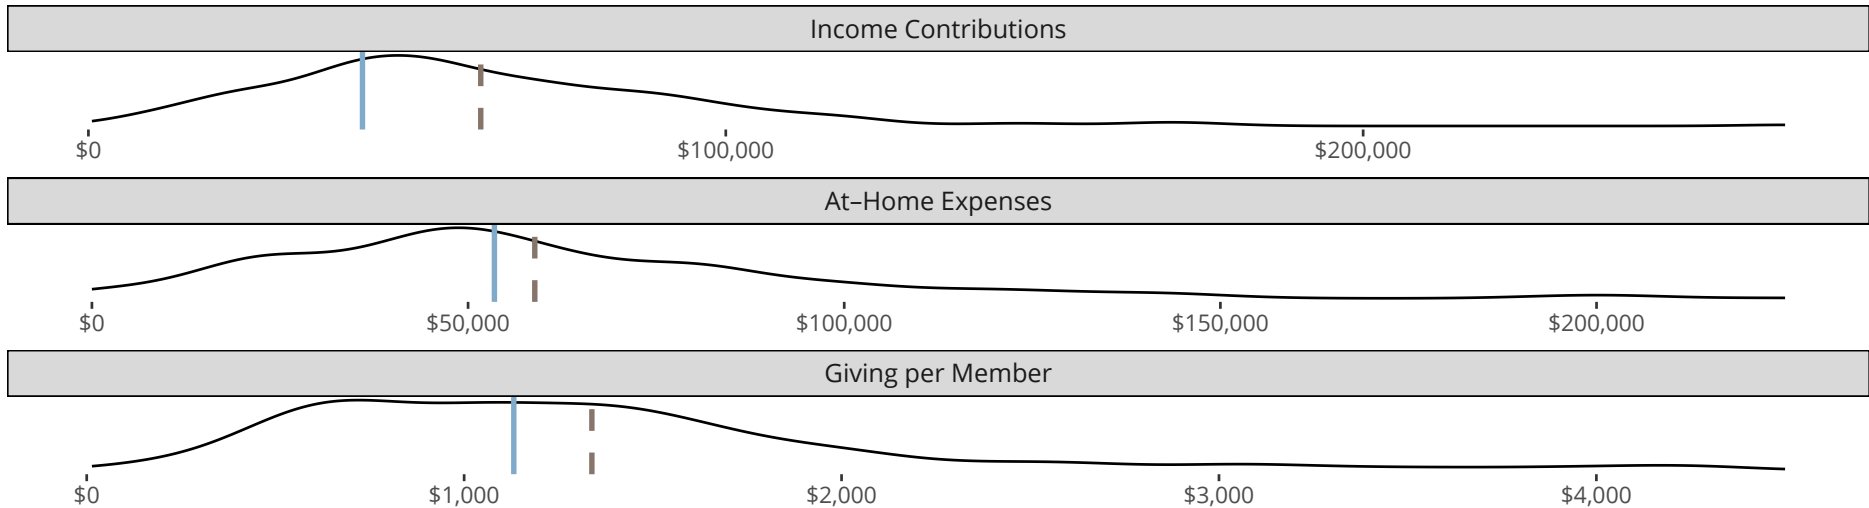 Income Contributions
$0 $100,000 $200,000
At–Home Expenses
$0 $50,000 $100,000 $150,000 $200,000
Giving per Member
$0 $1,000 $2,000 $3,000 $4,000